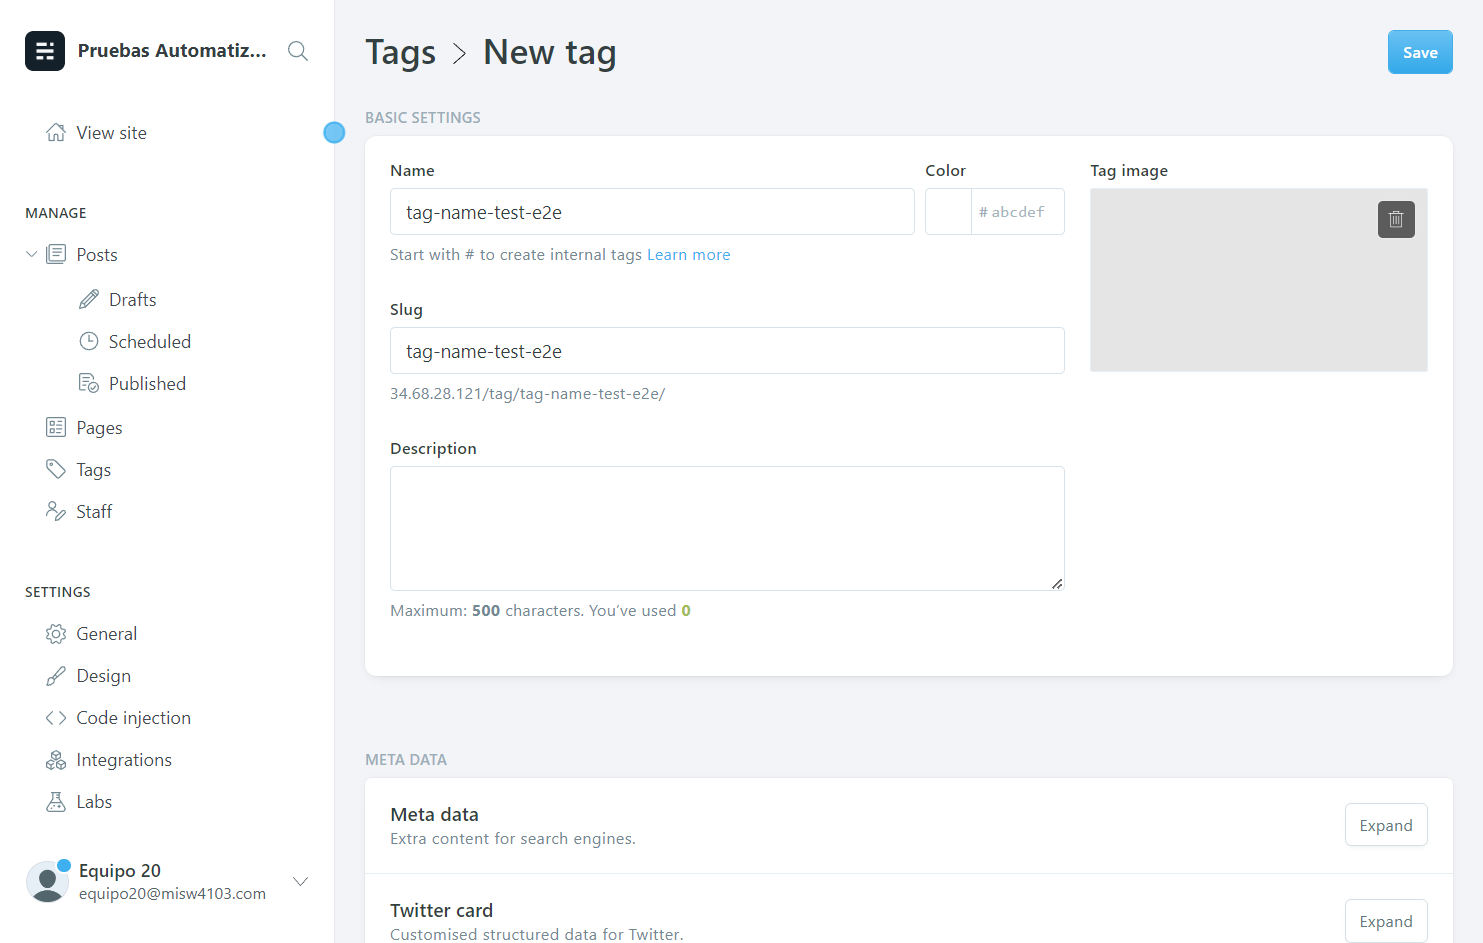 Pruebas Automatiz...
View site
MANAGE
Posts
Drafts
Scheduled
Published
Pages
Tags
Staff
SETTINGS
General
Design
Code injection
Integrations
Labs
Equipo 20
equipo20@misw4103.com
Tags > New tag
Save
BASIC SETTINGS
Name
Color
Tag image
tag-name-test-e2e
# abcdef
Start with # to create internal tags Learn more
Slug
tag-name-test-e2e
34.68.28.121/tag/tag-name-test-e2e/
Description
Maximum: 500 characters. You’ve used 0
META DATA
Meta data
Extra content for search engines.
Expand
Twitter card
Customised structured data for Twitter.
Expand